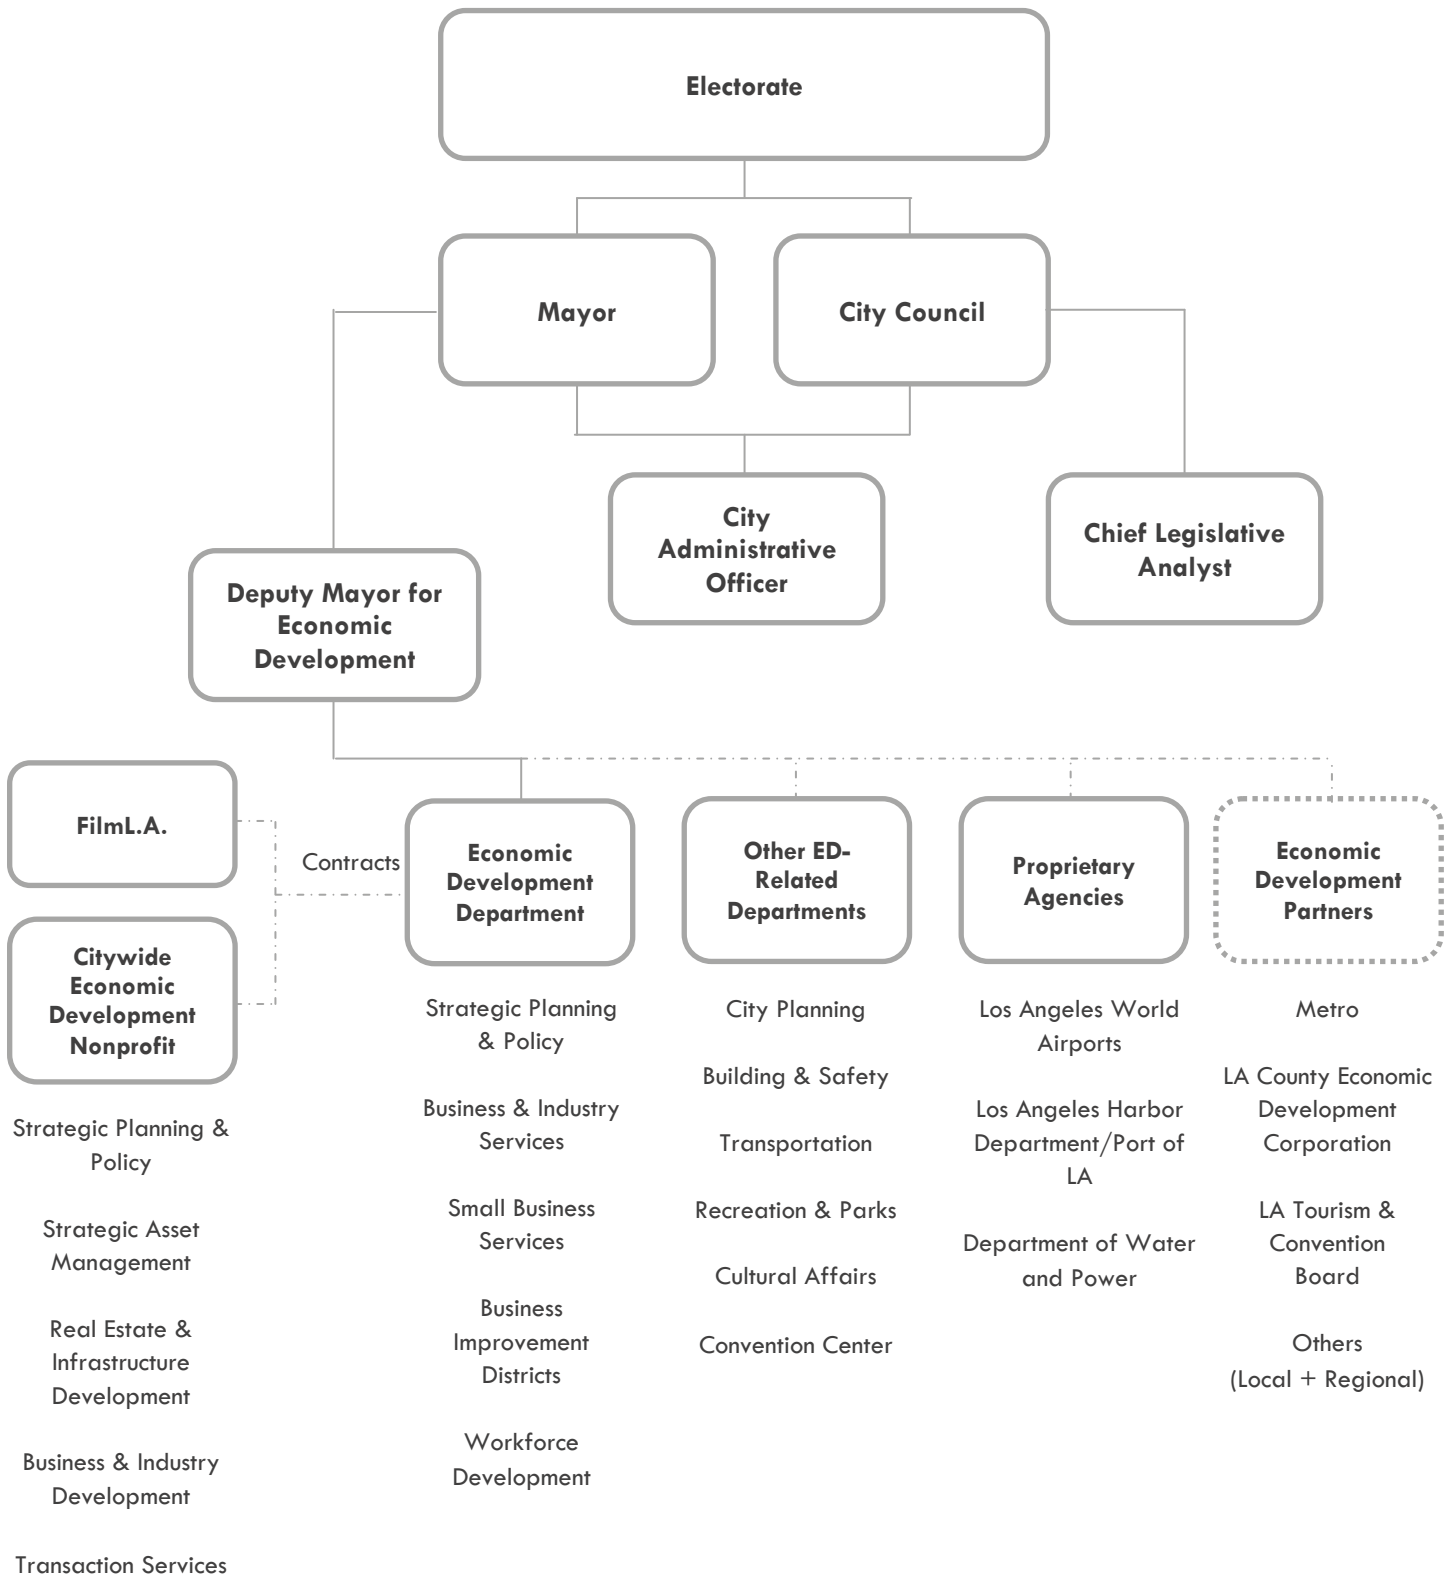 Electorate
Mayor
City Council
City
Administrative
Officer
Chief Legislative
Analyst
Deputy Mayor for
Economic
Development
FilmL.A.
Contracts
Citywide
Economic
Development
Nonprofit
Strategic Planning &
Policy
Strategic Asset
Management
Real Estate &
Infrastructure
Development
Business & Industry
Development
Transaction Services
Economic
Development
Department
Strategic Planning
& Policy
Business & Industry
Services
Small Business
Services
Business
Improvement
Districts
Workforce
Development
Other ED-
Related
Departments
City Planning
Building & Safety
Transportation
Recreation & Parks
Cultural Affairs
Convention Center
Proprietary
Agencies
Los Angeles World
Airports
Los Angeles Harbor
Department/Port of
LA
Department of Water
and Power
Economic
Development
Partners
Metro
LA County Economic
Development
Corporation
LA Tourism &
Convention
Board
Others
(Local + Regional)